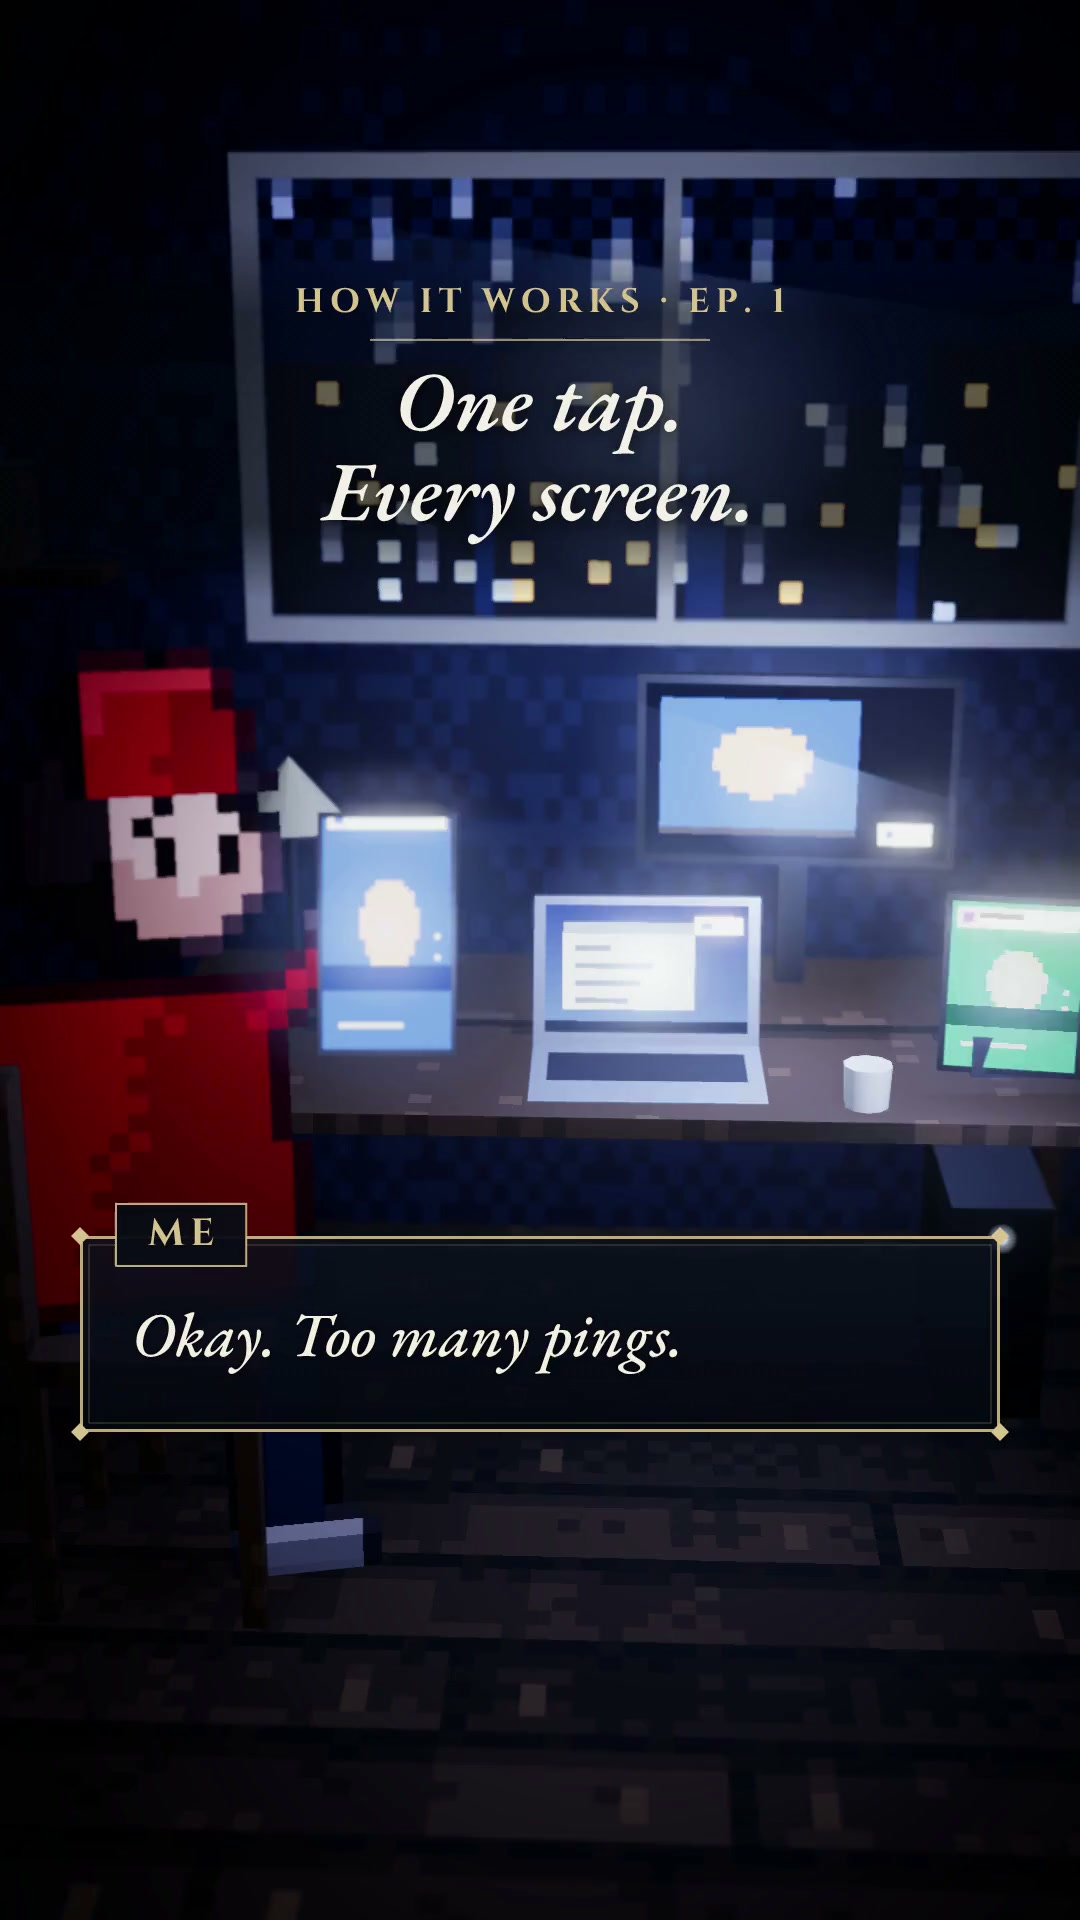 HOW IT WORKS · EP. 1
One tap.
Every screen.
ME
Okay. Too many pings.